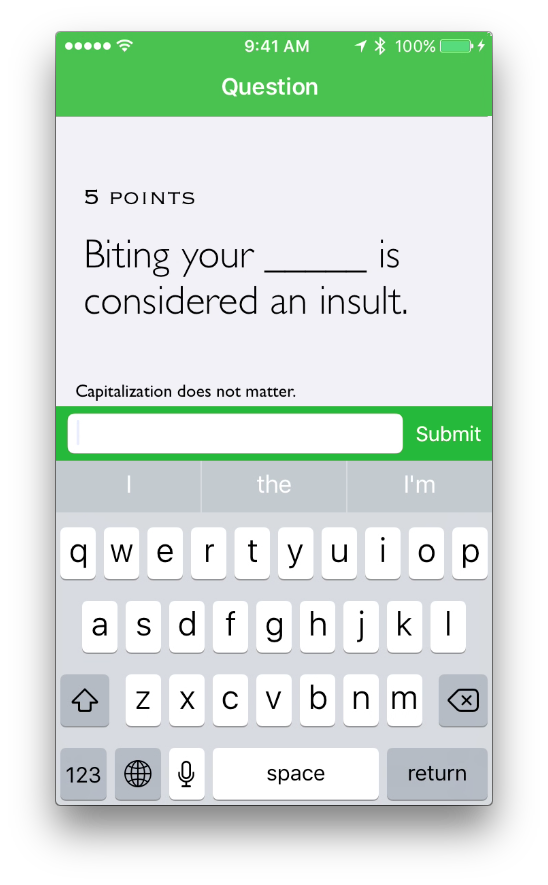 9:41 AM 100%
Question
5 POINTS
Biting your _____ is
considered an insult.
Capitalization does not matter.
Submit
I the I'm
q w e r t y u i o p
a s d f g h j k l
z x c v b n m
123 space return